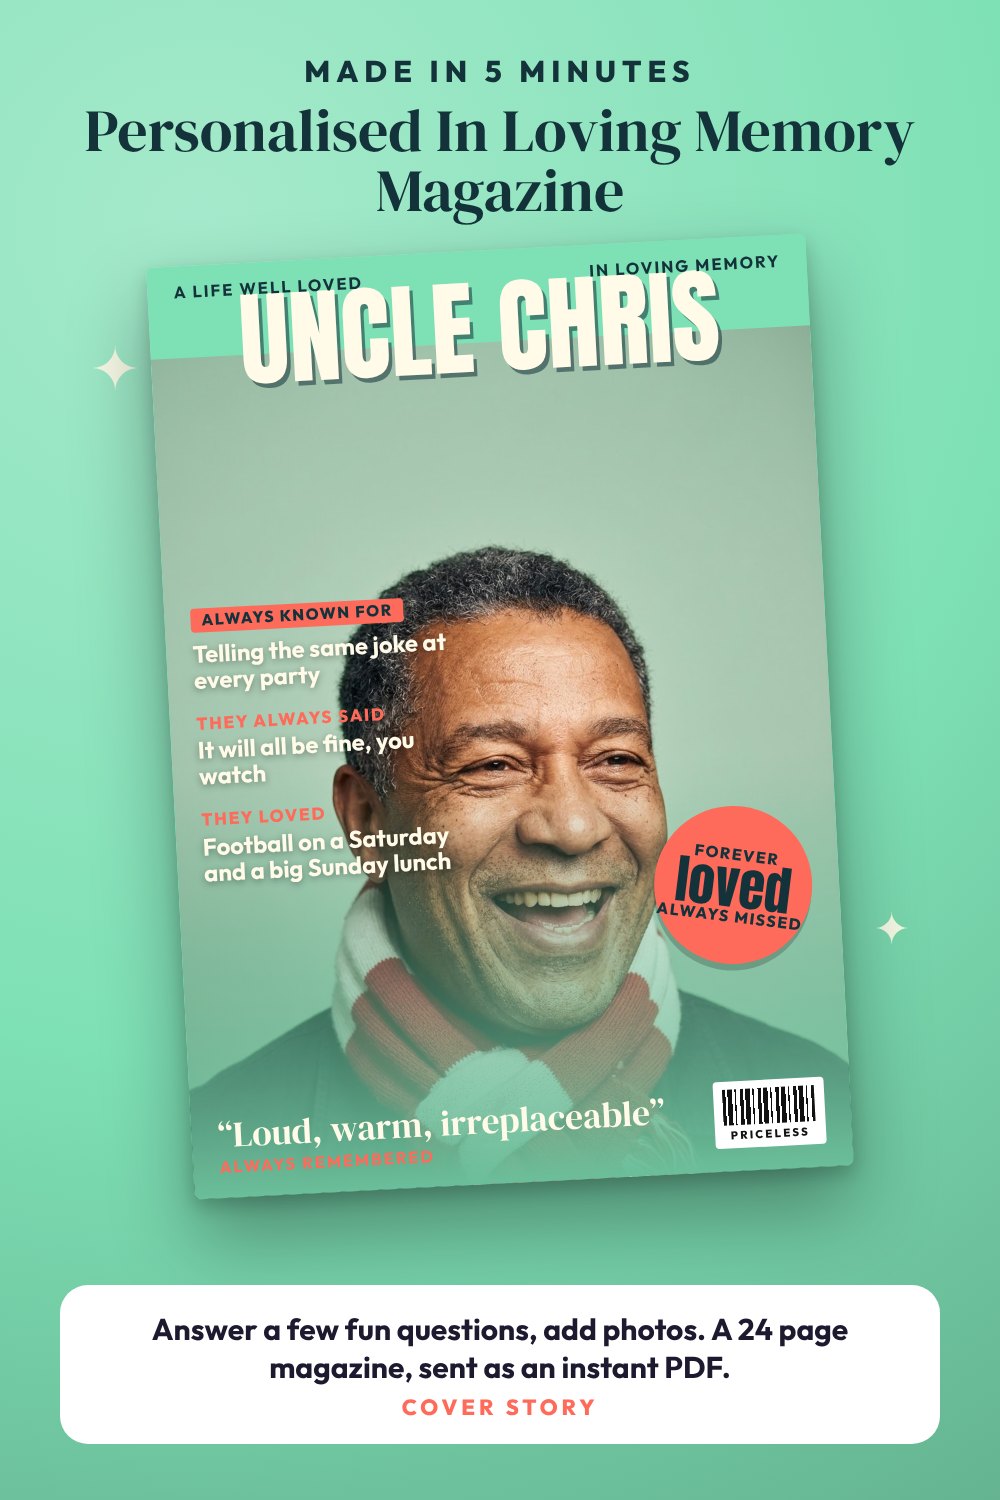 MADE IN 5 MINUTES
Personalised In Loving Memory
Magazine
A LIFE WELL LOVED
IN LOVING MEMORY
UNCLE CHRIS
ALWAYS KNOWN FOR
Telling the same joke at
every party
THEY ALWAYS SAID
It will all be fine, you
watch
THEY LOVED
Football on a Saturday
and a big Sunday lunch
FOREVER
loved
ALWAYS MISSED
“Loud, warm, irreplaceable”
ALWAYS REMEMBERED
PRICELESS
Answer a few fun questions, add photos. A 24 page
magazine, sent as an instant PDF.
COVER STORY